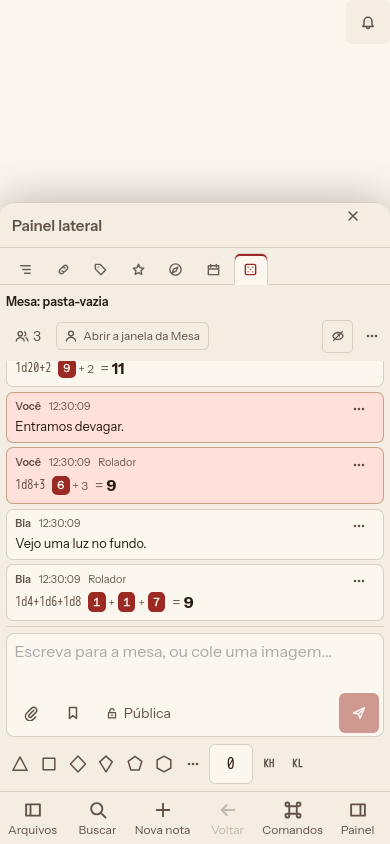 Painel lateral
Mesa: pasta-vazia
3 Abrir a janela da Mesa
1d20+2 9 + 2 = 11
Você 12:30:09
Entramos devagar.
Você 12:30:09 Rolador
1d8+3 6 + 3 = 9
Bia 12:30:09
Vejo uma luz no fundo.
Bia 12:30:09 Rolador
1d4+1d6+1d8 1 + 1 + 7 = 9
Escreva para a mesa, ou cole uma imagem…
Pública
0 KH KL
Arquivos Buscar Nova nota Voltar Comandos Painel